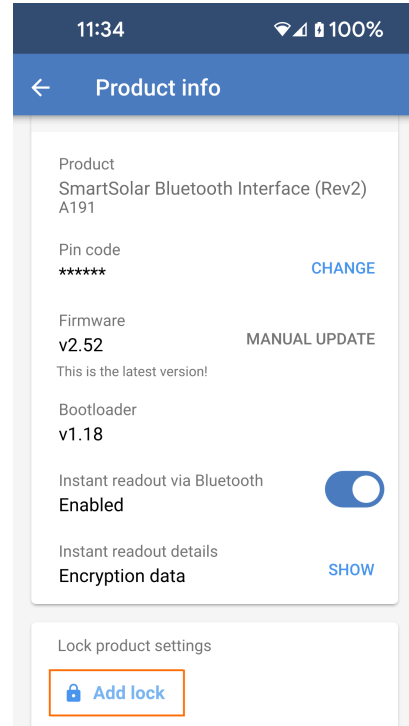 11:34
100%
Product info
Product
SmartSolar Bluetooth Interface (Rev2)
A191
Pin code
******
CHANGE
Firmware
v2.52
MANUAL UPDATE
This is the latest version!
Bootloader
v1.18
Instant readout via Bluetooth
Enabled
Instant readout details
Encryption data
SHOW
Lock product settings
Add lock